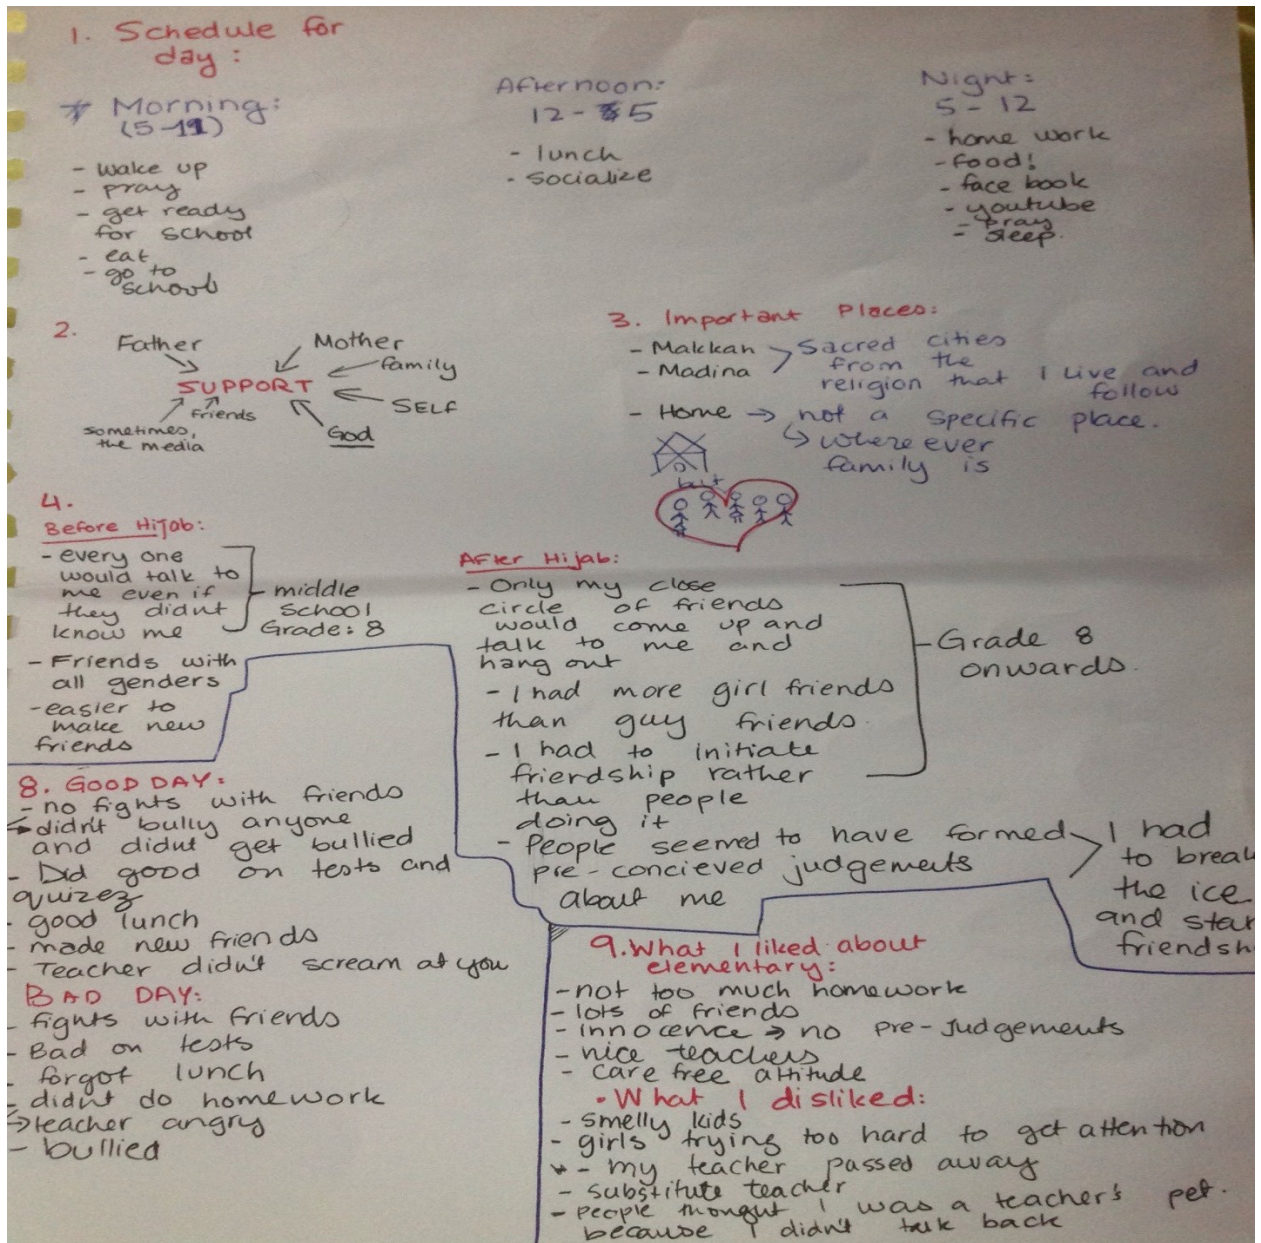 1. Schedule for
day :
* Morning:
(5-11)
- wake up
- pray
- get ready
for school
- eat
- go to
school
Afternoon:
12 - 5
- lunch
- socialize
Night:
5 - 12
- home work
- food!
- face book
- youtube
- pray
- sleep.
2.
Father
Mother
family
SUPPORT
SELF
friends
sometimes,
the media
God
3. Important Places:
- Makkah
- Madina
Sacred cities
from the
religion that I live and
follow
- Home → not a specific place.
↳ where ever
family is
but
4.
Before Hijab:
- every one
would talk to
me even if
they didnt
know me
middle
school
Grade: 8
- Friends with
all genders
- easier to
make new
friends
After Hijab:
- Only my close
circle of friends
would come up and
talk to me and
hang out
- I had more girl friends
than guy friends.
- I had to initiate
friendship rather
than people
doing it
- Grade 8
onwards.
- People seemed to have formed
pre-concieved judgements
about me
I had
to break
the ice
and star
friendsh
8. GOOD DAY:
- no fights with friends
→ didn't bully anyone
and didnt get bullied
- Did good on tests and
quizez
- good lunch
- made new friends
- Teacher didn't scream at you
BAD DAY:
- fights with friends
- Bad on tests
- forgot lunch
- didnt do homework
→ teacher angry
- bullied
9. What I liked about
elementary:
- not too much homework
- lots of friends
- innocence → no pre-judgements
- nice teachers
- care free attitude
• What I disliked:
- smelly kids
- girls trying too hard to get attention
* - my teacher passed away
- substitute teacher
- people thought I was a teacher's pet.
because I didn't talk back